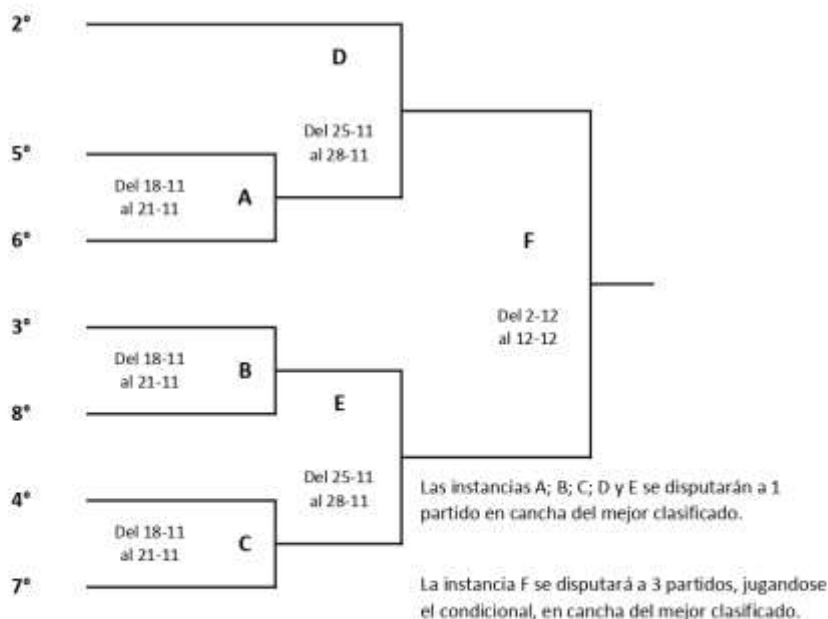 2°
D
Del 25-11
al 28-11
5°
Del 18-11
al 21-11
A
6°
F
3°
Del 2-12
al 12-12
Del 18-11
al 21-11
B
8°
E
Del 25-11
al 28-11
4°
Del 18-11
al 21-11
C
7°
Las instancias A; B; C; D y E se disputarán a 1
partido en cancha del mejor clasificado.
La instancia F se disputará a 3 partidos, jugandose
el condicional, en cancha del mejor clasificado.